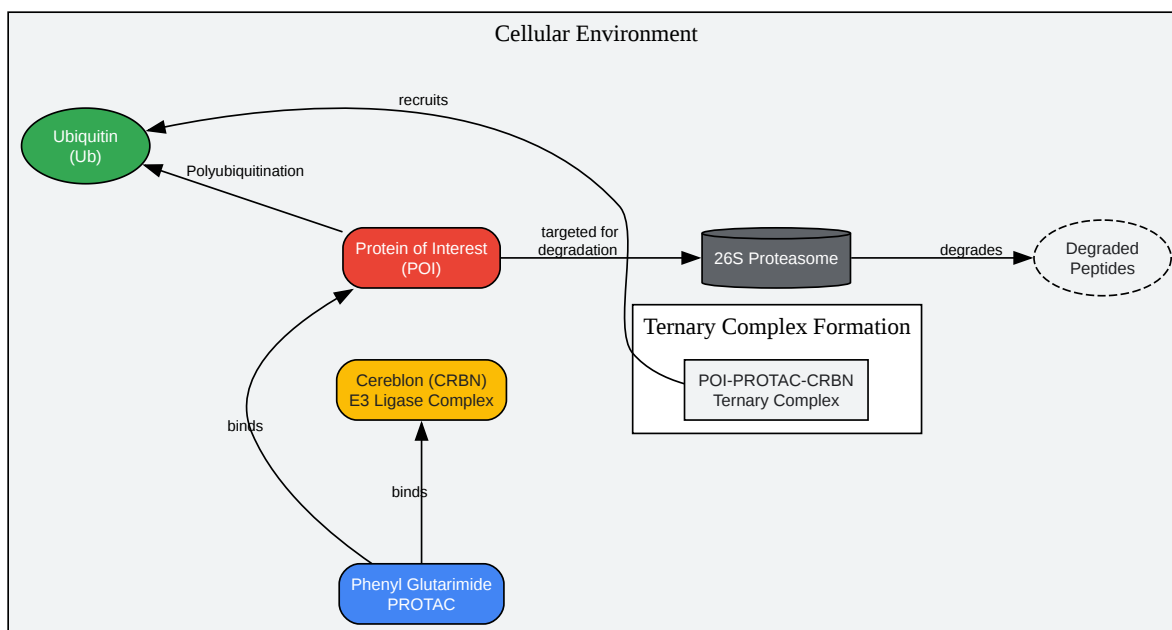 Cellular Environment
recruits
Ubiquitin
(Ub)
Polyubiquitination
Protein of Interest
(POI)
targeted for
degradation
26S Proteasome
degrades
Degraded
Peptides
Ternary Complex Formation
POI-PROTAC-CRBN
Ternary Complex
Cereblon (CRBN)
E3 Ligase Complex
binds
binds
Phenyl Glutarimide
PROTAC